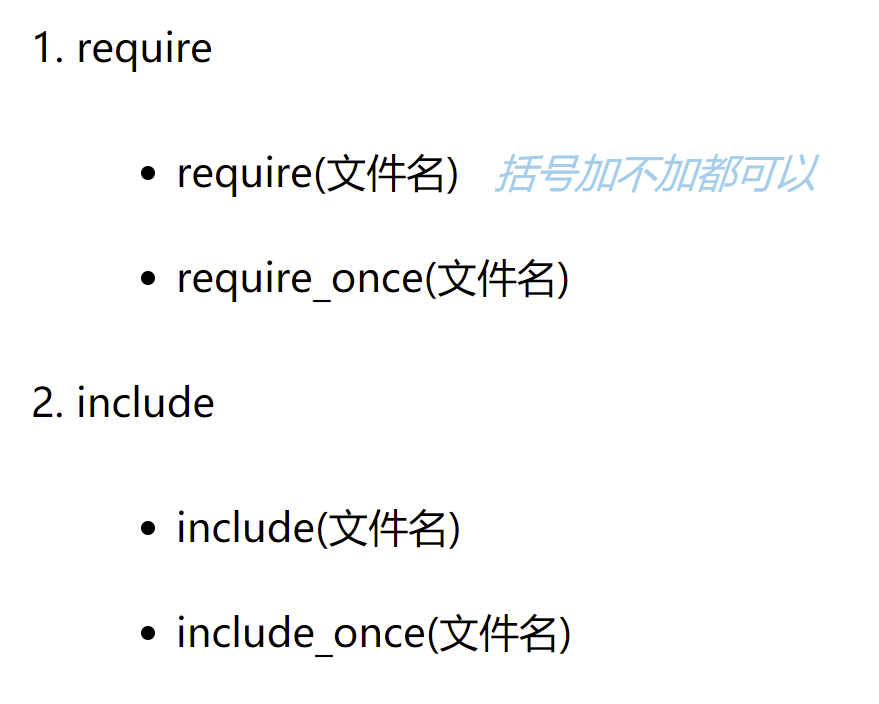 1. require
• require(文件名) 括号加不加都可以
• require_once(文件名)
2. include
• include(文件名)
• include_once(文件名)